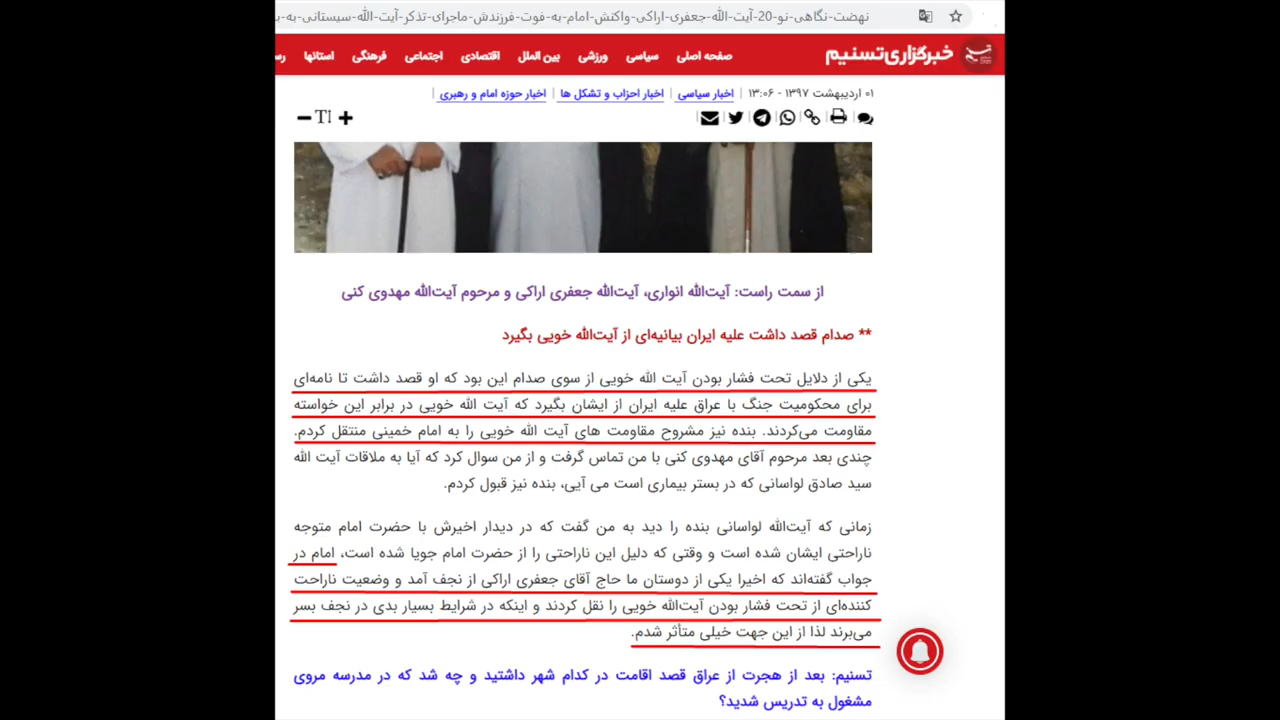 نهضت-نگاهی-نو-20-آیت-الله-جعفری-اراکی-واکنش-امام-به-فوت-فرزندش-ماجرای-تذکر-آیت-الله-سیستانی-به-ب
خبرگزاری تسنیم
صفحه اصلی سیاسی ورزشی بین الملل اقتصادی اجتماعی فرهنگی استانها رس
۰۱ اردیبهشت ۱۳۹۷ - ۱۳:۰۶ | اخبار سیاسی | اخبار احزاب و تشکل ها | اخبار حوزه امام و رهبری |
از سمت راست: آیت‌الله انواری، آیت‌الله جعفری اراکی و مرحوم آیت‌الله مهدوی کنی
** صدام قصد داشت علیه ایران بیانیه‌ای از آیت‌الله خویی بگیرد
یکی از دلایل تحت فشار بودن آیت الله خویی از سوی صدام این بود که او قصد داشت تا نامه‌ای
برای محکومیت جنگ با عراق علیه ایران از ایشان بگیرد که آیت الله خویی در برابر این خواسته
مقاومت می‌کردند. بنده نیز مشروح مقاومت های آیت الله خویی را به امام خمینی منتقل کردم.
چندی بعد مرحوم آقای مهدوی کنی با من تماس گرفت و از من سوال کرد که آیا به ملاقات آیت الله
سید صادق لواسانی که در بستر بیماری است می آیی، بنده نیز قبول کردم.
زمانی که آیت‌الله لواسانی بنده را دید به من گفت که در دیدار اخیرش با حضرت امام متوجه
ناراحتی ایشان شده است و وقتی که دلیل این ناراحتی را از حضرت امام جویا شده است، امام در
جواب گفته‌اند که اخیرا یکی از دوستان ما حاج آقای جعفری اراکی از نجف آمد و وضعیت ناراحت
کننده‌ای از تحت فشار بودن آیت‌الله خویی را نقل کردند و اینکه در شرایط بسیار بدی در نجف بسر
می‌برند لذا از این جهت خیلی متأثر شدم.
تسنیم: بعد از هجرت از عراق قصد اقامت در کدام شهر داشتید و چه شد که در مدرسه مروی
مشغول به تدریس شدید؟